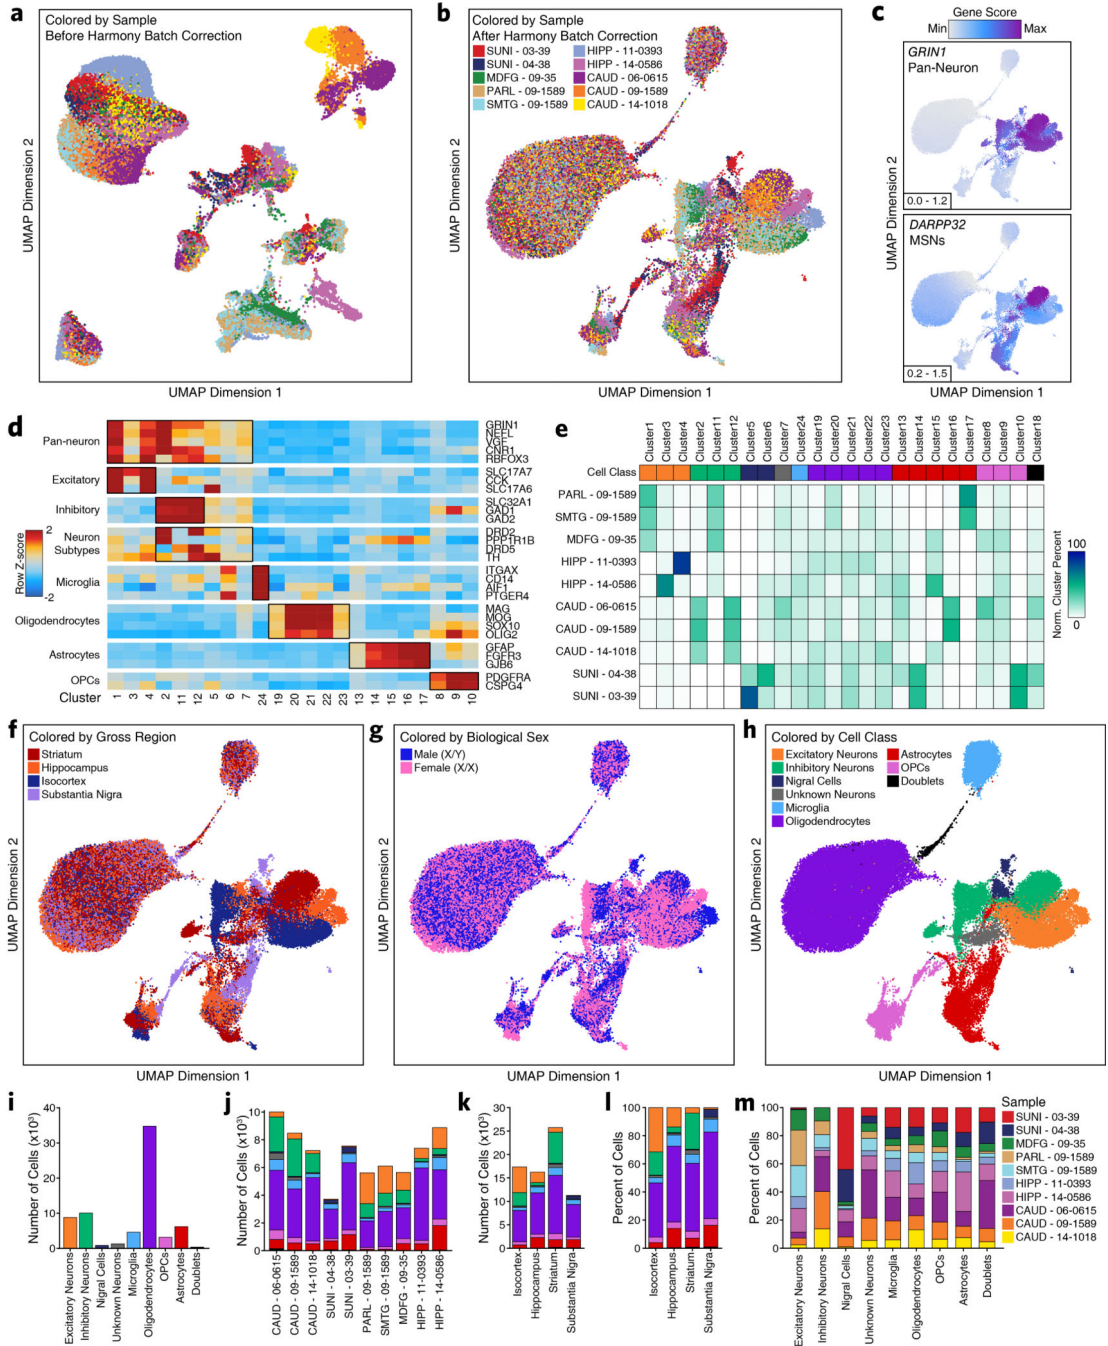 a
Colored by Sample
Before Harmony Batch Correction
UMAP Dimension 2
UMAP Dimension 1
b
Colored by Sample
After Harmony Batch Correction
SUNI - 03-39
SUNI - 04-38
MDFG - 09-35
PARL - 09-1589
SMTG - 09-1589
HIPP - 11-0393
HIPP - 14-0586
CAUD - 06-0615
CAUD - 09-1589
CAUD - 14-1018
UMAP Dimension 2
UMAP Dimension 1
c
Gene Score
Min Max
GRIN1
Pan-Neuron
0.0 - 1.2
DARPP32
MSNs
0.2 - 1.5
UMAP Dimension 2
UMAP Dimension 1
d
Pan-neuron
Excitatory
Inhibitory
Neuron
Subtypes
Microglia
Oligodendrocytes
Astrocytes
OPCs
GRIN1
NEFL
VGF
CNR1
RBFOX3
SLC17A7
CCK
SLC17A6
SLC32A1
GAD1
GAD2
DRD2
PPP1R1B
DRD5
TH
ITGAX
CD14
AIF1
PTGER4
MAG
MOG
SOX10
OLIG2
GFAP
FGFR3
GJB6
PDGFRA
CSPG4
Row Z-score
2
-2
Cluster 1 3 4 2 11 12 5 6 7 24 19 20 21 22 23 13 14 15 16 17 8 9 10
e
Cluster1 Cluster3 Cluster4 Cluster2 Cluster11 Cluster12 Cluster5 Cluster6 Cluster7 Cluster24 Cluster19 Cluster20 Cluster21 Cluster22 Cluster23 Cluster13 Cluster14 Cluster15 Cluster16 Cluster17 Cluster8 Cluster9 Cluster10 Cluster18
Cell Class
PARL - 09-1589
SMTG - 09-1589
MDFG - 09-35
HIPP - 11-0393
HIPP - 14-0586
CAUD - 06-0615
CAUD - 09-1589
CAUD - 14-1018
SUNI - 04-38
SUNI - 03-39
100
0
Norm. Cluster Percent
f
Colored by Gross Region
Striatum
Hippocampus
Isocortex
Substantia Nigra
UMAP Dimension 2
UMAP Dimension 1
g
Colored by Biological Sex
Male (X/Y)
Female (X/X)
UMAP Dimension 2
UMAP Dimension 1
h
Colored by Cell Class
Excitatory Neurons
Inhibitory Neurons
Nigral Cells
Unknown Neurons
Microglia
Oligodendrocytes
Astrocytes
OPCs
Doublets
UMAP Dimension 2
UMAP Dimension 1
i
Number of Cells (x10³)
40
30
20
10
0
Excitatory Neurons
Inhibitory Neurons
Nigral Cells
Unknown Neurons
Microglia
Oligodendrocytes
OPCs
Astrocytes
Doublets
j
Number of Cells (x10³)
10
8
6
4
2
0
CAUD - 06-0615
CAUD - 09-1589
CAUD - 14-1018
SUNI - 04-38
SUNI - 03-39
PARL - 09-1589
SMTG - 09-1589
MDFG - 09-35
HIPP - 11-0393
HIPP - 14-0586
k
Number of Cells (x10³)
30
25
20
15
10
5
0
Isocortex
Hippocampus
Striatum
Substantia Nigra
l
Percent of Cells
100
80
60
40
20
0
Isocortex
Hippocampus
Striatum
Substantia Nigra
m
Percent of Cells
100
80
60
40
20
0
Excitatory Neurons
Inhibitory Neurons
Nigral Cells
Unknown Neurons
Microglia
Oligodendrocytes
OPCs
Astrocytes
Doublets
Sample
SUNI - 03-39
SUNI - 04-38
MDFG - 09-35
PARL - 09-1589
SMTG - 09-1589
HIPP - 11-0393
HIPP - 14-0586
CAUD - 06-0615
CAUD - 09-1589
CAUD - 14-1018